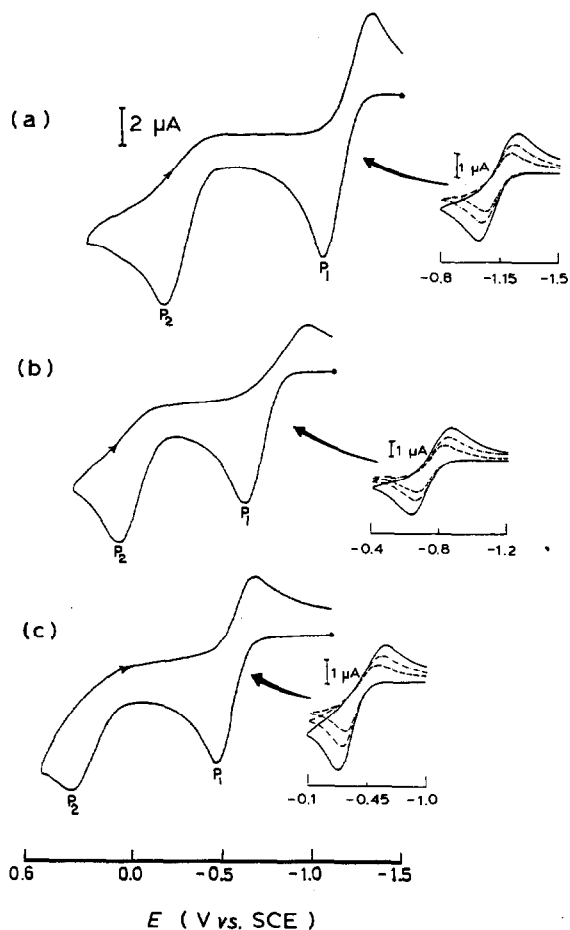 (a)
2 μA
P₂
P₁
1 μA
-0.8 -1.15 -1.5
(b)
P₂
P₁
1 μA
-0.4 -0.8 -1.2
(c)
P₂
P₁
1 μA
-0.1 -0.45 -1.0
0.6 0.0 -0.5 -1.0 -1.5
E (V vs. SCE)